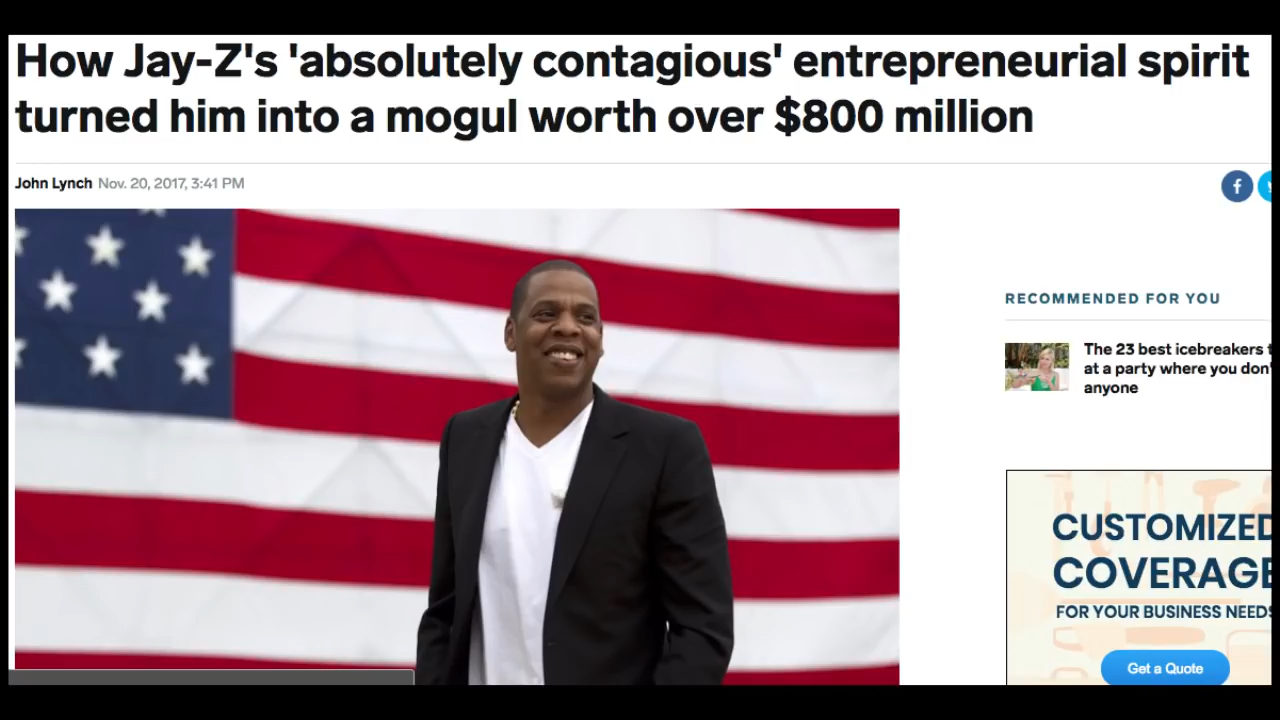 How Jay-Z's 'absolutely contagious' entrepreneurial spirit
turned him into a mogul worth over $800 million
John Lynch Nov. 20, 2017, 3:41 PM
f
RECOMMENDED FOR YOU
The 23 best icebreakers
at a party where you don'
anyone
CUSTOMIZED
COVERAGE
FOR YOUR BUSINESS NEEDS
Get a Quote